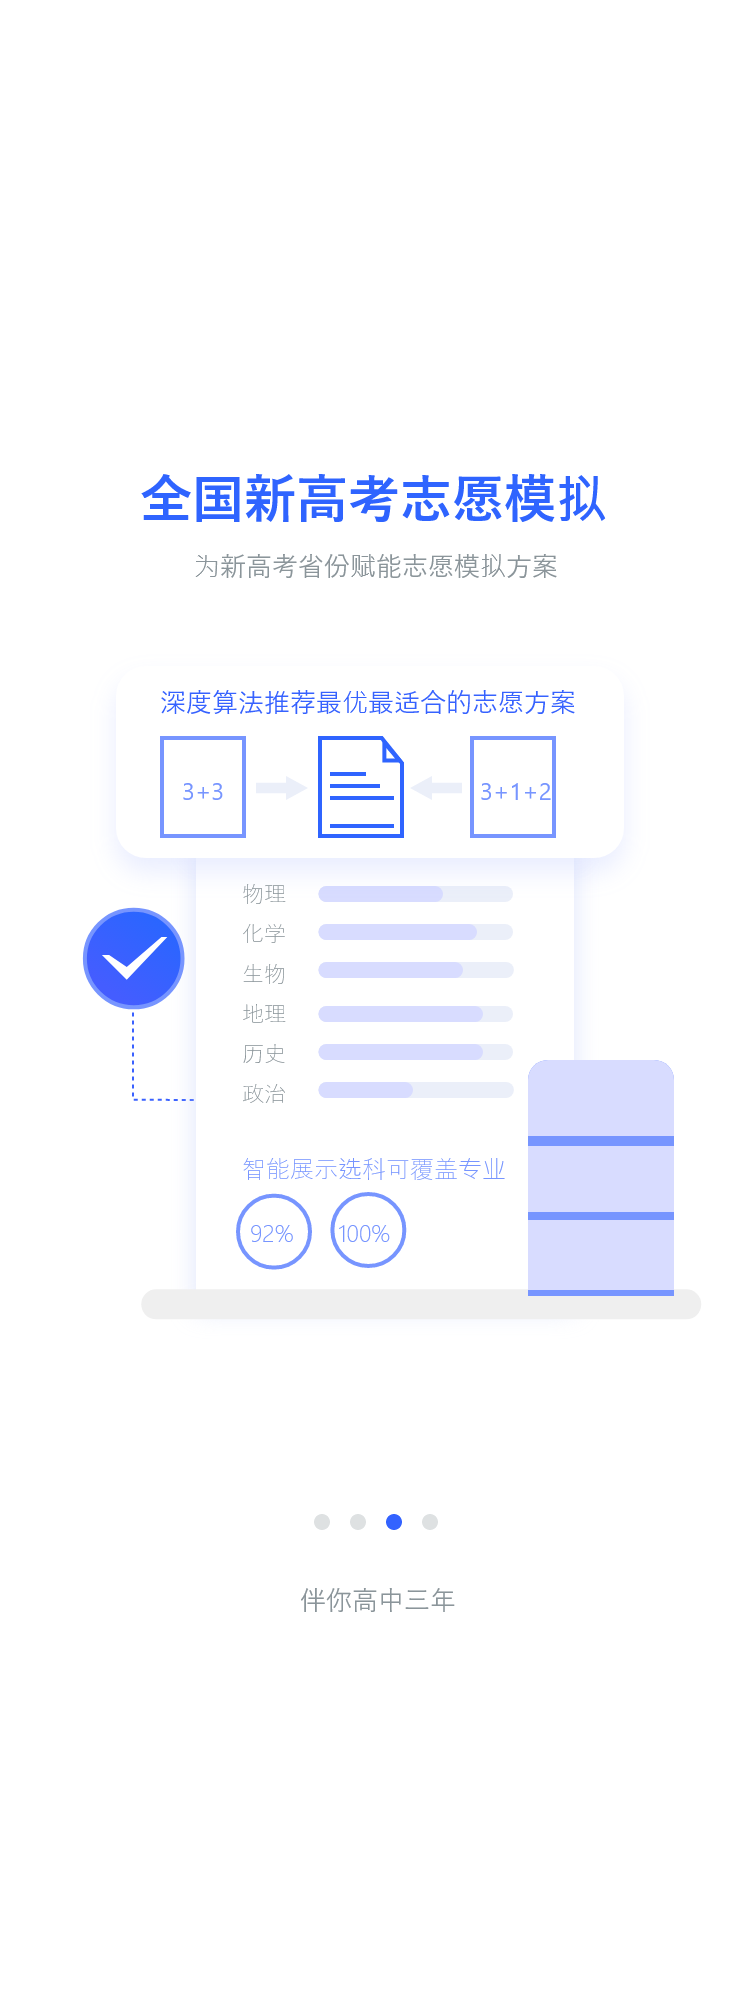 全国新高考志愿模拟
为新高考省份赋能志愿模拟方案
深度算法推荐最优最适合的志愿方案
3+3
3+1+2
物理
化学
生物
地理
历史
政治
智能展示选科可覆盖专业
92%
100%
伴你高中三年